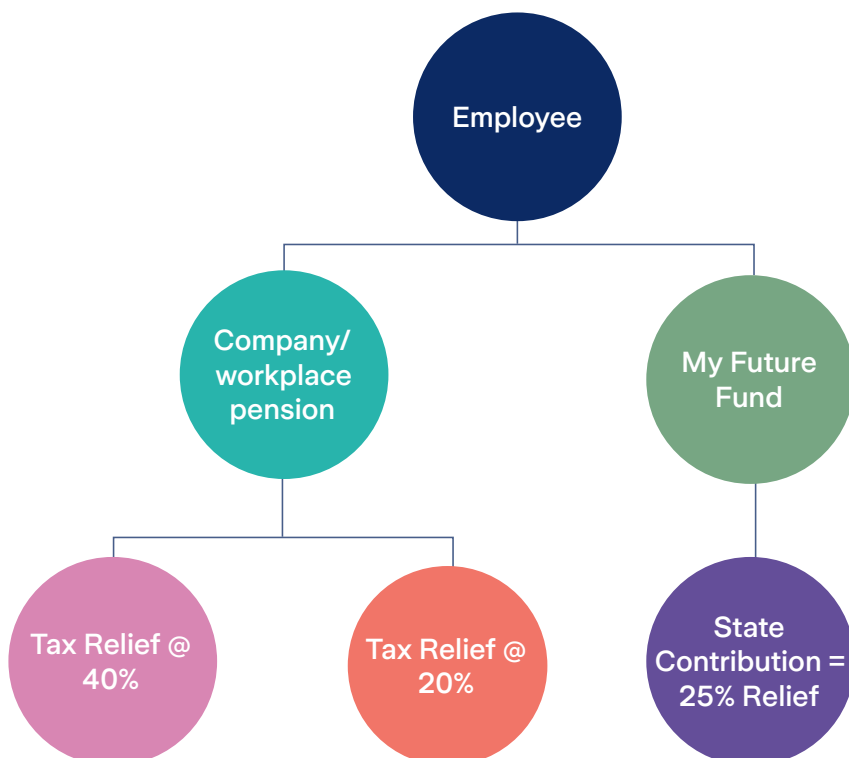 Employee
Company/
workplace
pension
My Future
Fund
Tax Relief @
40%
Tax Relief @
20%
State
Contribution =
25% Relief